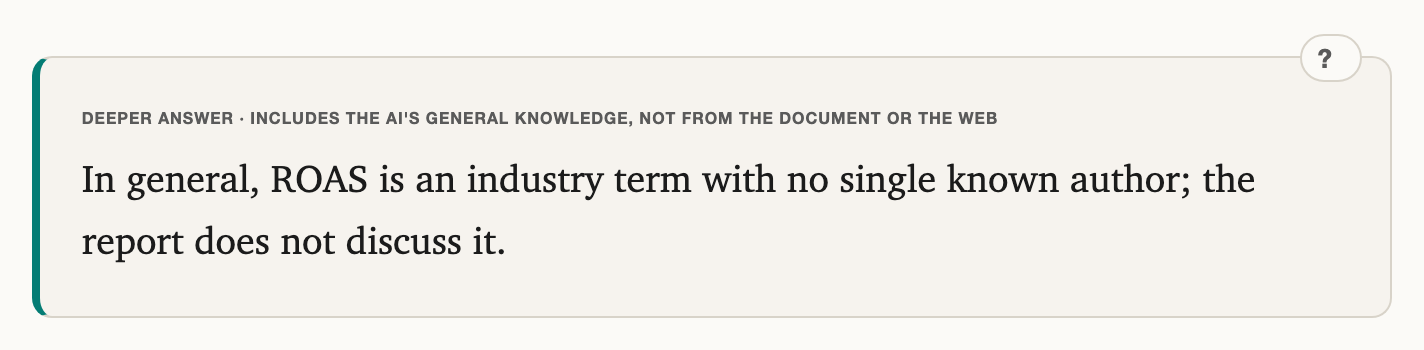 ?
DEEPER ANSWER · INCLUDES THE AI'S GENERAL KNOWLEDGE, NOT FROM THE DOCUMENT OR THE WEB
In general, ROAS is an industry term with no single known author; the
report does not discuss it.